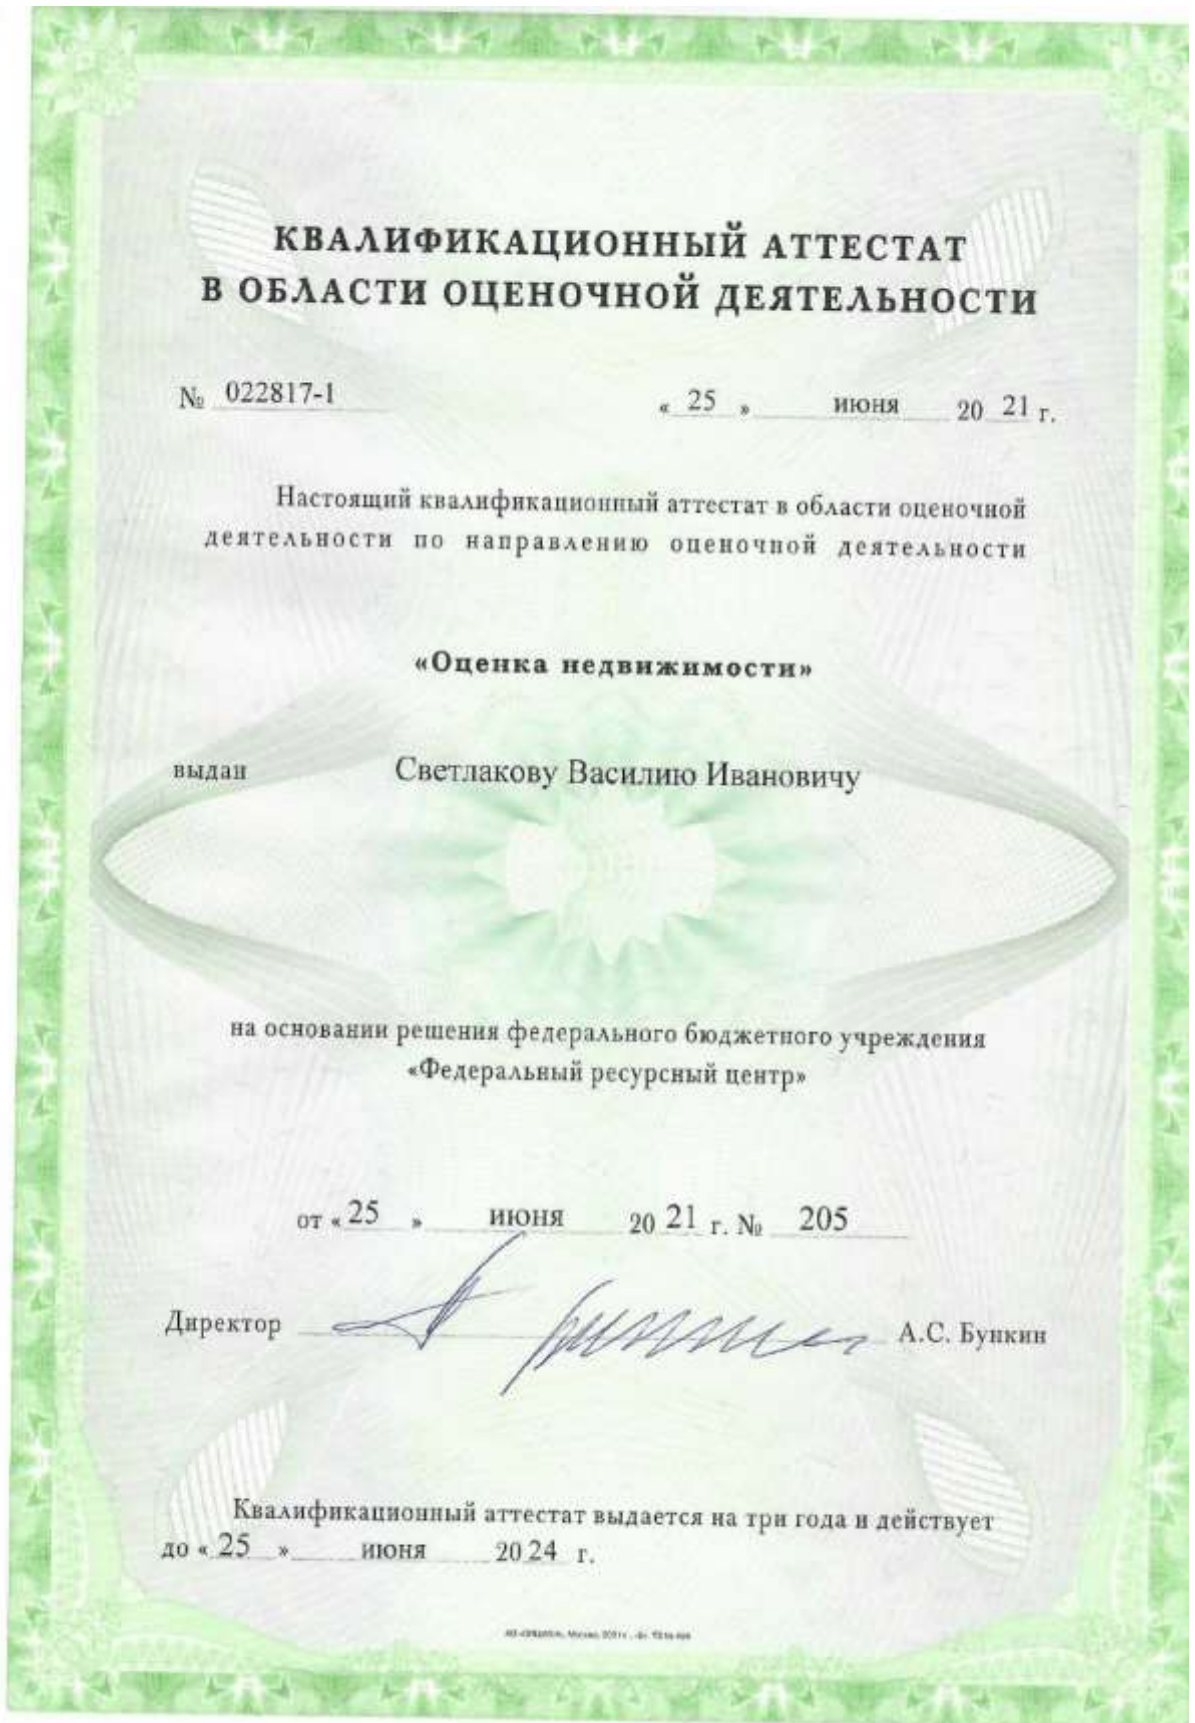 КВАЛИФИКАЦИОННЫЙ АТТЕСТАТ
В ОБЛАСТИ ОЦЕНОЧНОЙ ДЕЯТЕЛЬНОСТИ
№ 022817-1 « 25 » июня 20 21 г.
Настоящий квалификационный аттестат в области оценочной
деятельности по направлению оценочной деятельности
«Оценка недвижимости»
выдан Светлакову Василию Ивановичу
на основании решения федерального бюджетного учреждения
«Федеральный ресурсный центр»
от « 25 » июня 20 21 г. № 205
Директор А.С. Бункин
Квалификационный аттестат выдается на три года и действует
до « 25 » июня 20 24 г.